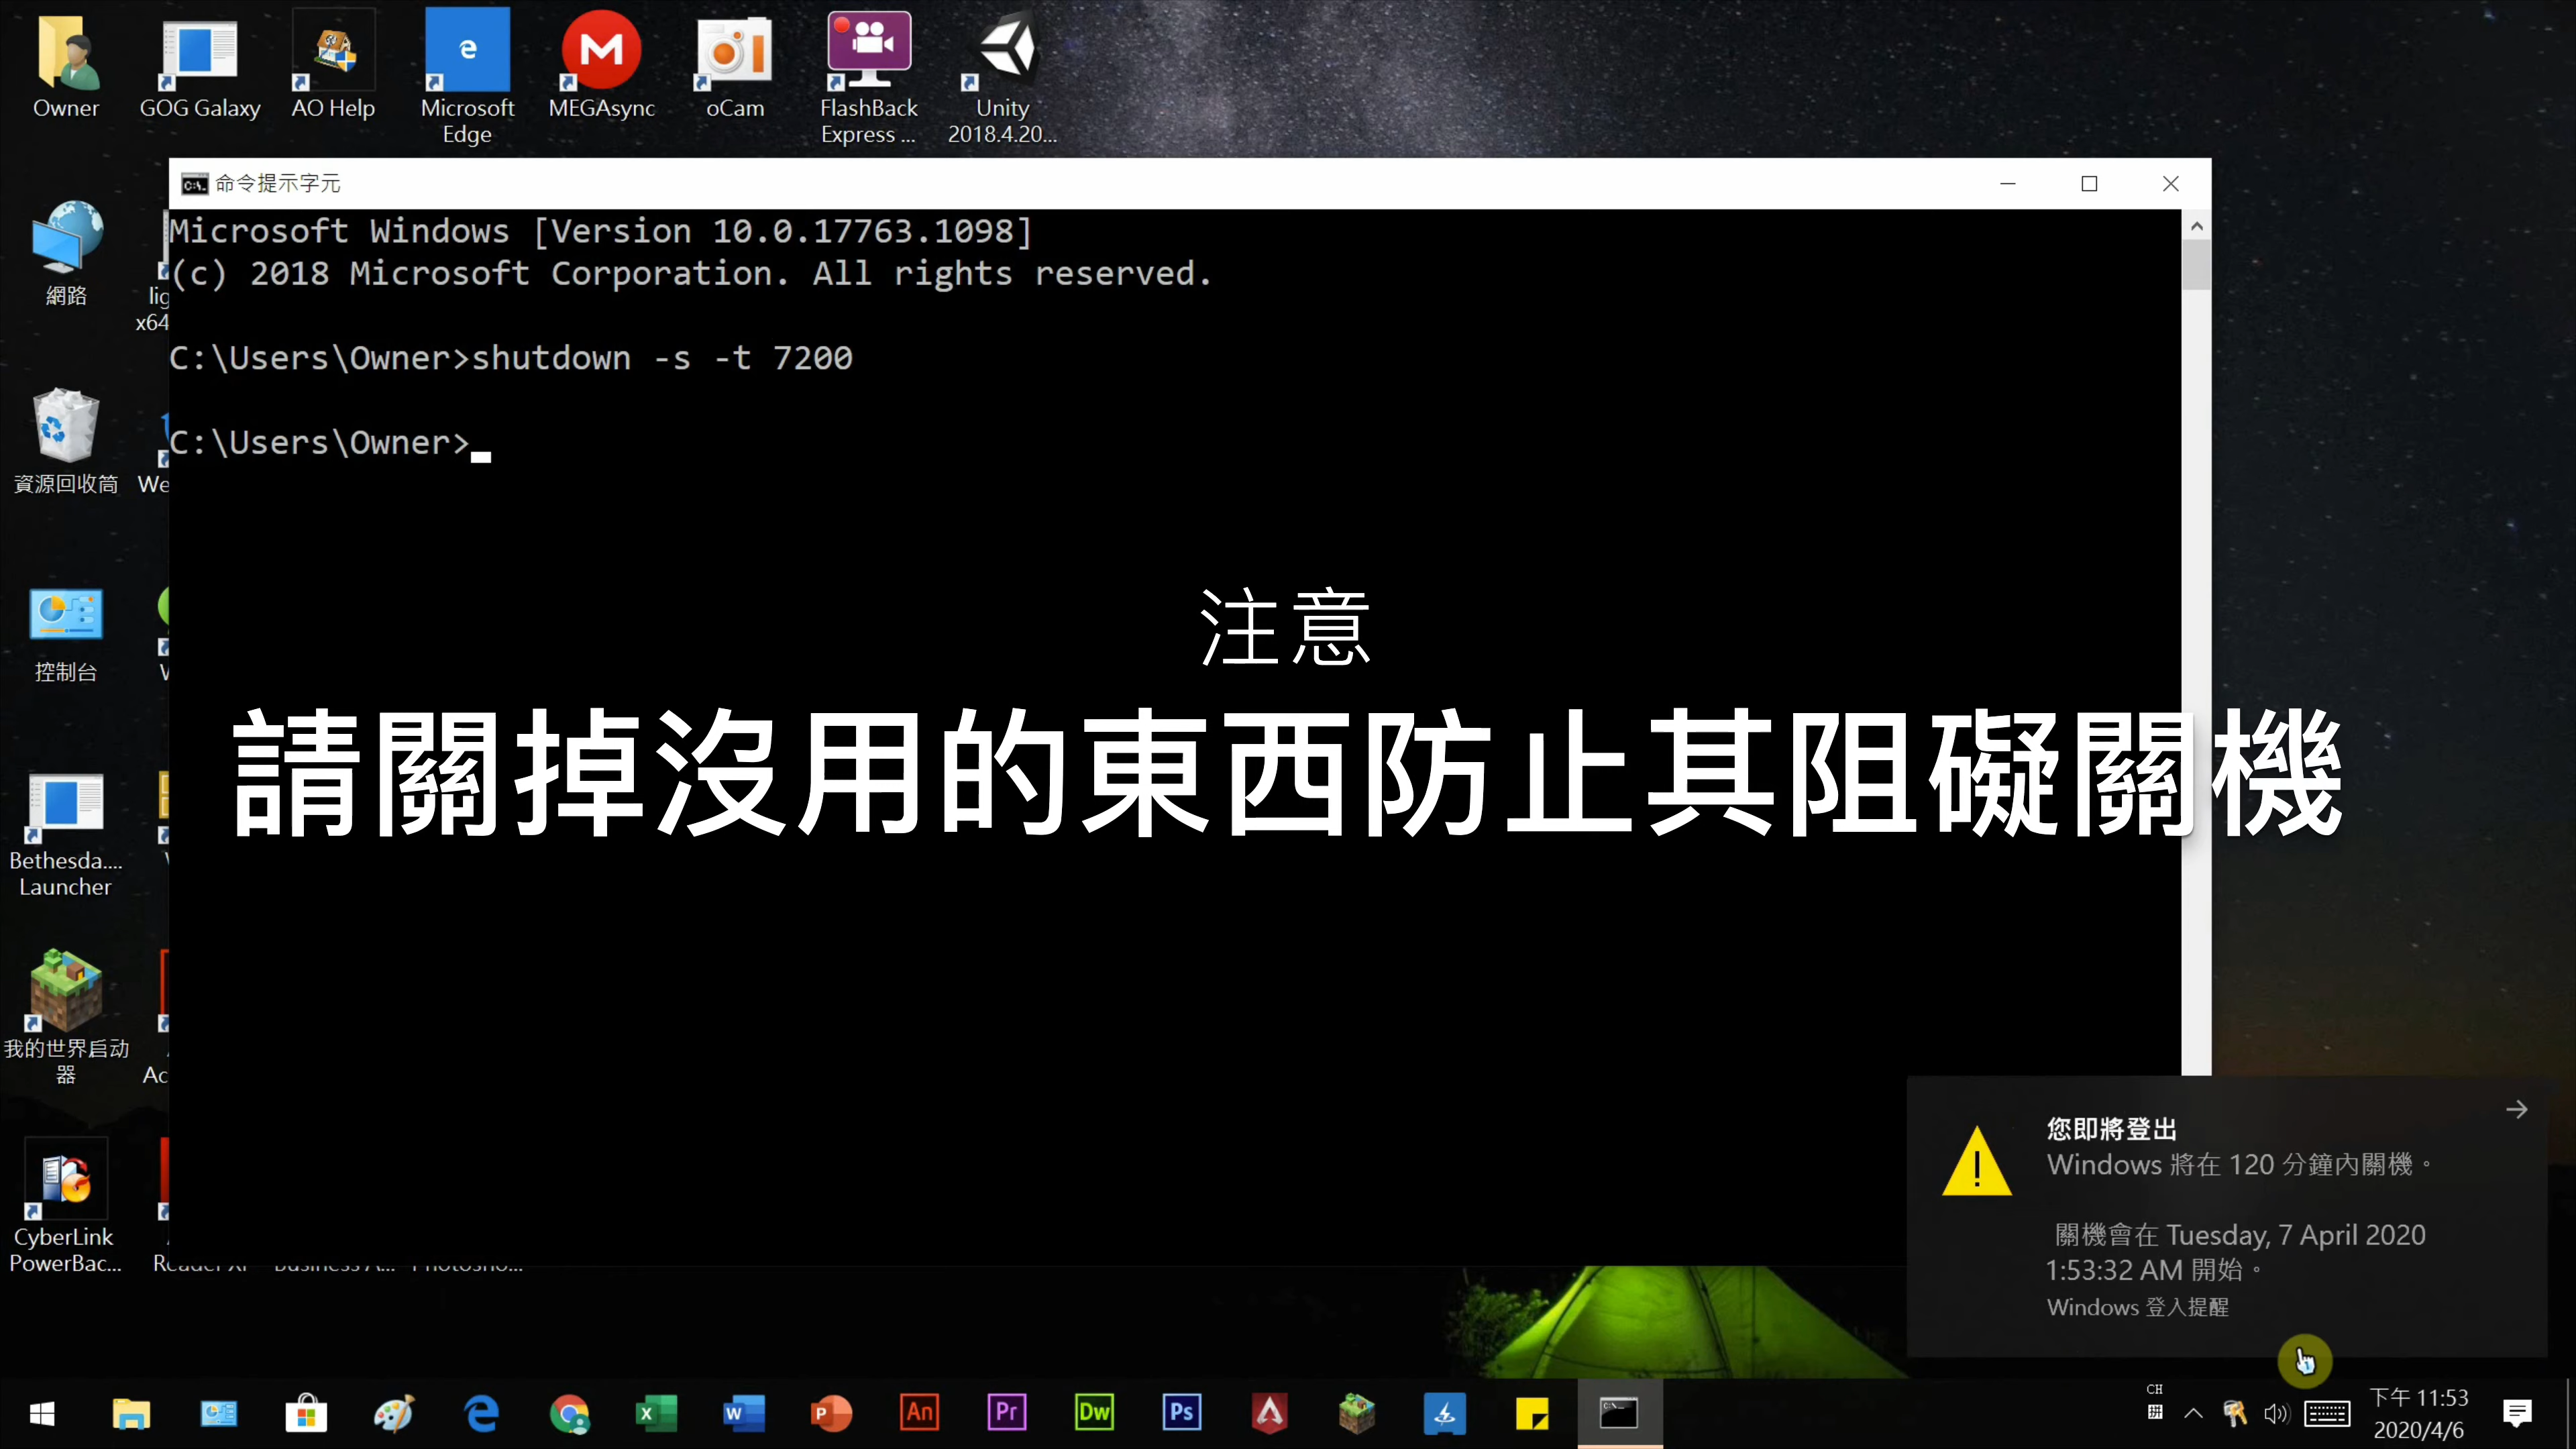 Owner
GOG Galaxy
AO Help
Microsoft
Edge
MEGAsync
oCam
FlashBack
Express ...
Unity
2018.4.20...
命令提示字元
Microsoft Windows [Version 10.0.17763.1098]
(c) 2018 Microsoft Corporation. All rights reserved.
C:\Users\Owner>shutdown -s -t 7200
C:\Users\Owner>
網路
資源回收筒
控制台
Bethesda....
Launcher
我的世界启动
器
CyberLink
PowerBac...
注意
請關掉沒用的東西防止其阻礙關機
您即將登出
Windows 將在 120 分鐘內關機。
關機會在 Tuesday, 7 April 2020
1:53:32 AM 開始。
Windows 登入提醒
An
Pr
Dw
Ps
CH
拼
下午 11:53
2020/4/6